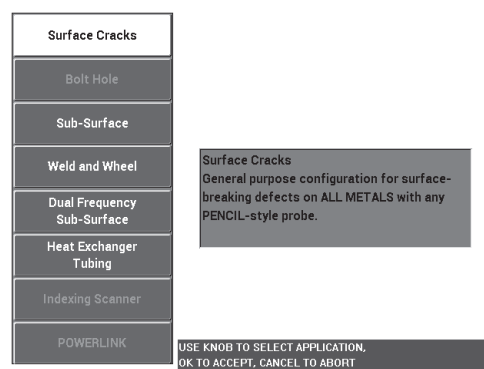 Surface Cracks
Bolt Hole
Sub-Surface
Weld and Wheel
Dual Frequency
Sub-Surface
Heat Exchanger
Tubing
Indexing Scanner
POWERLINK
Surface Cracks
General purpose configuration for surface-
breaking defects on ALL METALS with any
PENCIL-style probe.
USE KNOB TO SELECT APPLICATION,
OK TO ACCEPT, CANCEL TO ABORT